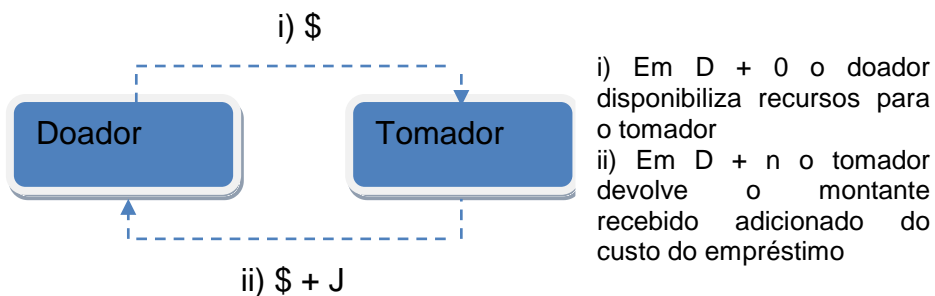 i) $
Doador
Tomador
ii) $ + J
i) Em D + 0 o doador
disponibiliza recursos para
o tomador
ii) Em D + n o tomador
devolve o montante
recebido adicionado do
custo do empréstimo